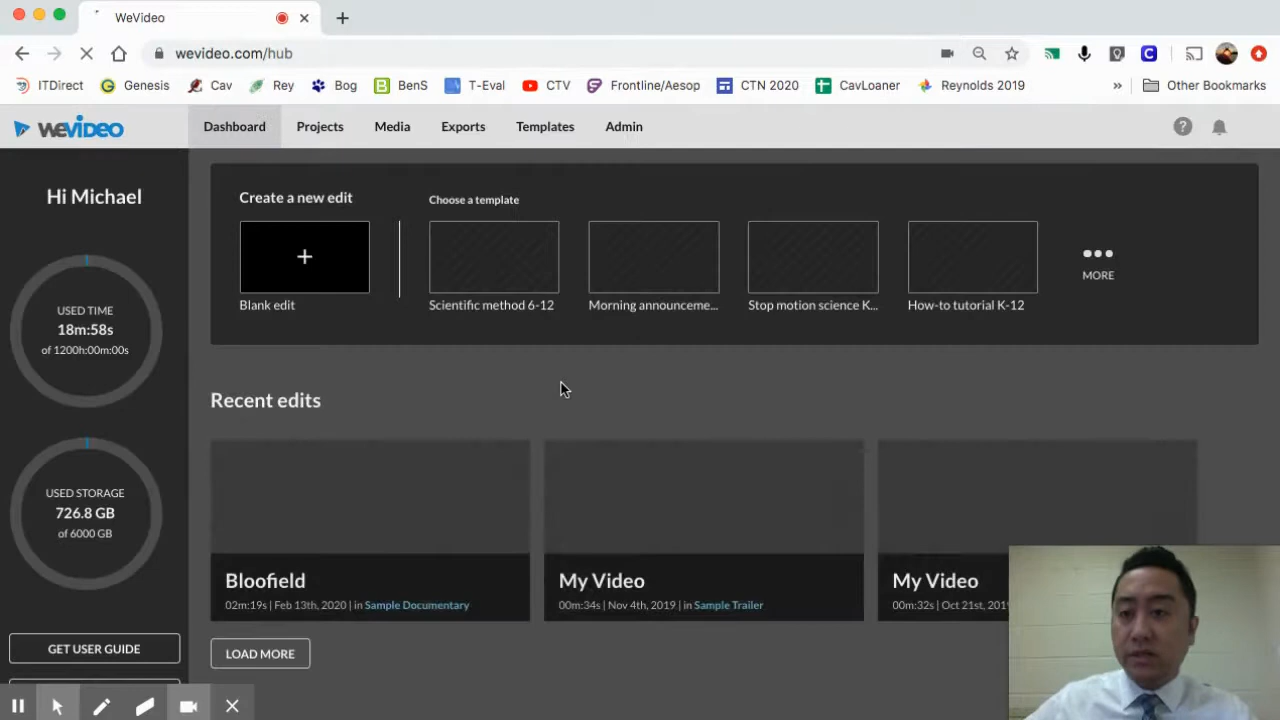 WeVideo
wevideo.com/hub
ITDirect Genesis Cav Rey Bog BenS T-Eval CTV Frontline/Aesop CTN 2020 CavLoaner Reynolds 2019 » Other Bookmarks
wevideo Dashboard Projects Media Exports Templates Admin
Hi Michael
USED TIME
18m:58s
of 1200h:00m:00s
USED STORAGE
726.8 GB
of 6000 GB
GET USER GUIDE
Create a new edit
Choose a template
Blank edit
Scientific method 6-12
Morning announceme...
Stop motion science K...
How-to tutorial K-12
MORE
Recent edits
Bloofield
02m:19s | Feb 13th, 2020 | in Sample Documentary
My Video
00m:34s | Nov 4th, 2019 | in Sample Trailer
My Video
00m:32s | Oct 21st, 201
LOAD MORE